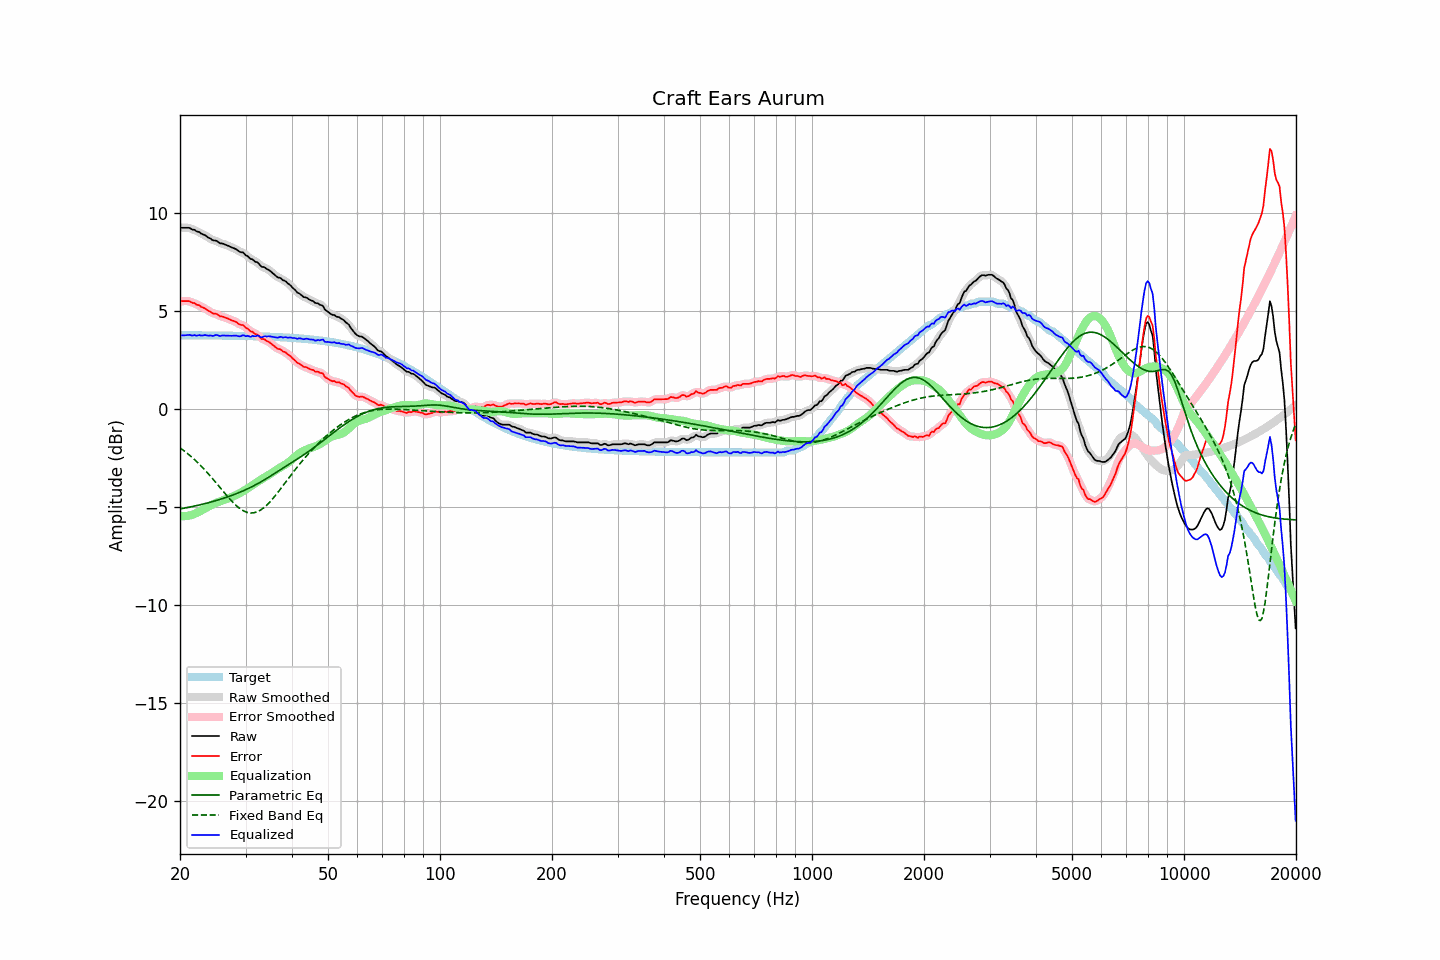 Craft Ears Aurum
Amplitude (dBr)
10
5
0
−5
−10
−15
−20
Target
Raw Smoothed
Error Smoothed
Raw
Error
Equalization
Parametric Eq
Fixed Band Eq
Equalized
20 50 100 200 500 1000 2000 5000 10000 20000
Frequency (Hz)